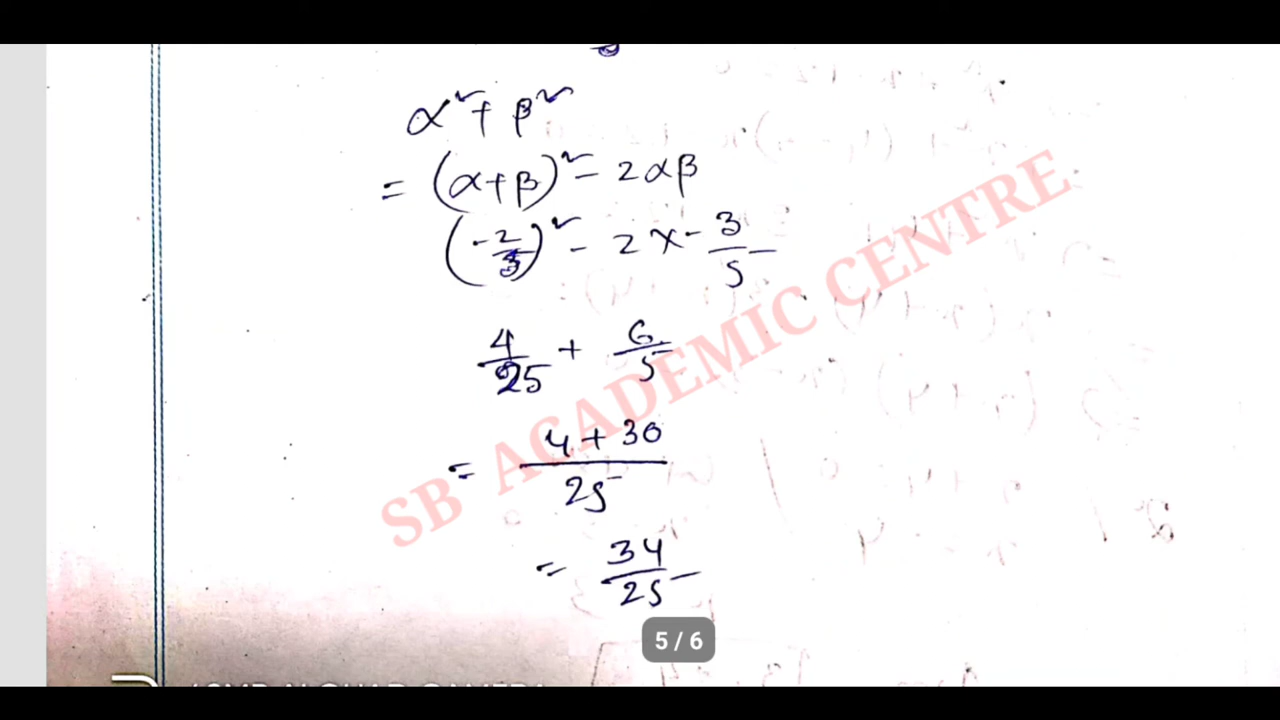 α² + β²
= (α+β)² - 2αβ
(-2/5)² - 2 x - 3/5
4/25 + 6/5
= 4 + 30 / 25
= 34/25
SB ACADEMIC CENTRE
5 / 6